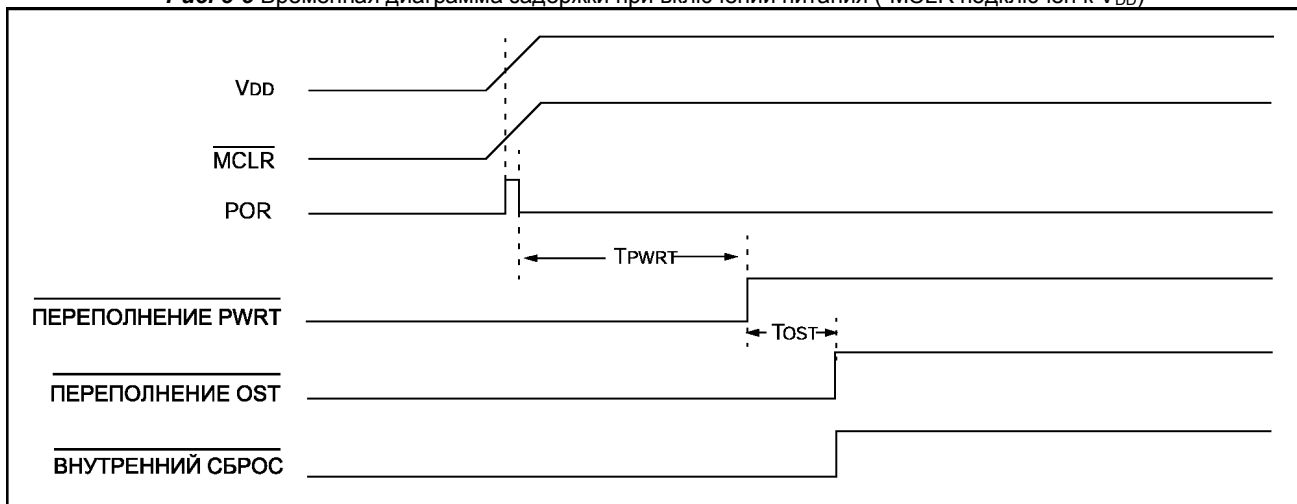 VDD
MCLR
POR
TPWRT
ПЕРЕПОЛНЕНИЕ PWRT
TOST
ПЕРЕПОЛНЕНИЕ OST
ВНУТРЕННИЙ СБРОС